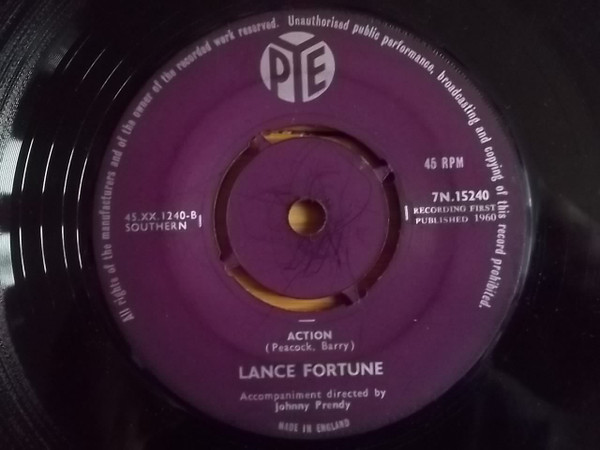 All rights of the manufacturers and of the owner of the recorded work reserved. Unauthorised public performance, broadcasting and copying of this record prohibited.
PYE
45 RPM
7N.15240
RECORDING FIRST
PUBLISHED 1960
45.XX.1240-B
SOUTHERN
ACTION
(Peacock, Barry)
LANCE FORTUNE
Accompaniment directed by
Johnny Prendy
MADE IN ENGLAND